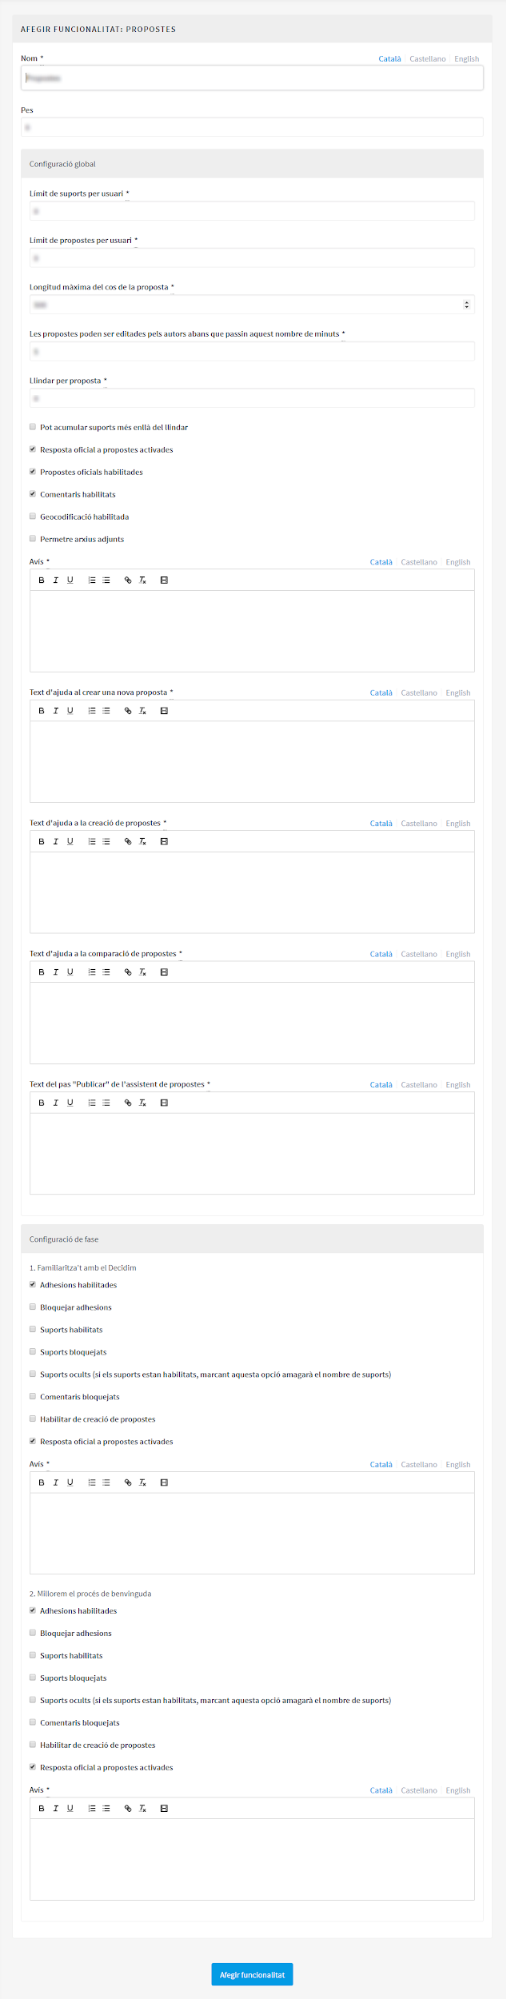 AFEGIR FUNCIONALITAT: PROPOSTES
Nom *
Català Castellano English
Pes
Configuració global
Límit de suports per usuari *
Límit de propostes per usuari *
Longitud màxima del cos de la proposta *
Les propostes poden ser editades pels autors abans que passin aquest nombre de minuts *
Llindar per proposta *
Pot acumular suports més enllà del llindar
Resposta oficial a propostes activades
Propostes oficials habilitades
Comentaris habilitats
Geocodificació habilitada
Permetre arxius adjunts
Avís * Català Castellano English
B I U
Text d'ajuda al crear una nova proposta * Català Castellano English
B I U
Text d'ajuda a la creació de propostes * Català Castellano English
B I U
Text d'ajuda a la comparació de propostes * Català Castellano English
B I U
Text del pas "Publicar" de l'assistent de propostes * Català Castellano English
B I U
Configuració de fase
1. Familiaritza't amb el Decidim
Adhesions habilitades
Bloquejar adhesions
Suports habilitats
Suports bloquejats
Suports ocults (si els suports estan habilitats, marcant aquesta opció amagarà el nombre de suports)
Comentaris bloquejats
Habilitar de creació de propostes
Resposta oficial a propostes activades
Avís * Català Castellano English
B I U
2. Millorem el procés de benvinguda
Adhesions habilitades
Bloquejar adhesions
Suports habilitats
Suports bloquejats
Suports ocults (si els suports estan habilitats, marcant aquesta opció amagarà el nombre de suports)
Comentaris bloquejats
Habilitar de creació de propostes
Resposta oficial a propostes activades
Avís * Català Castellano English
B I U
Afegir funcionalitat